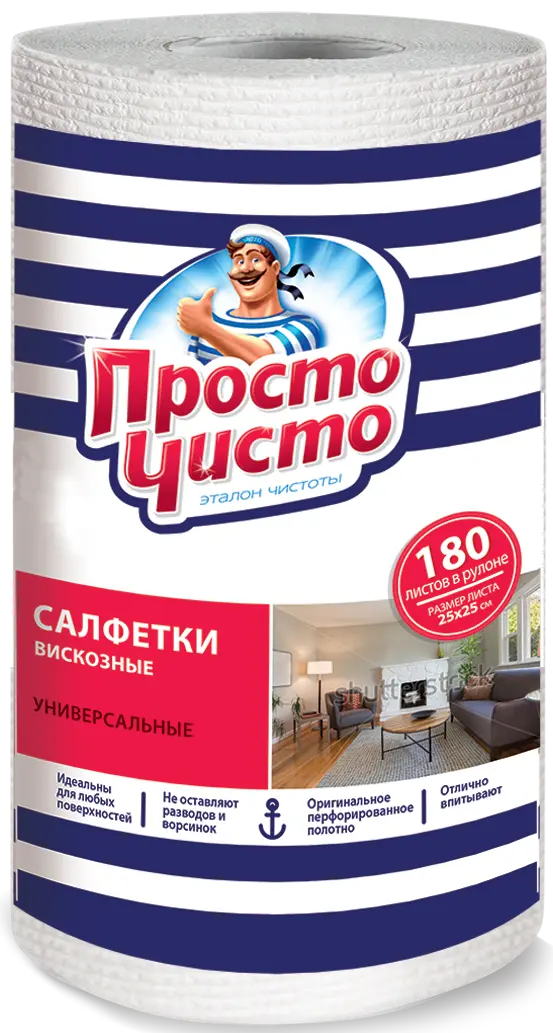 Просто
Чисто
эталон чистоты
180
ЛИСТОВ В РУЛОНЕ
РАЗМЕР ЛИСТА
25x25 см
САЛФЕТКИ
ВИСКОЗНЫЕ
УНИВЕРСАЛЬНЫЕ
shutterstock
Идеальны
для любых
поверхностей
Не оставляют
разводов и
ворсинок
Оригинальное
перфорированное
полотно
Отлично
впитывают